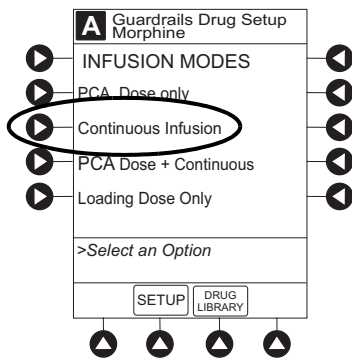 A Guardrails Drug Setup
Morphine
INFUSION MODES
PCA Dose only
Continuous Infusion
PCA Dose + Continuous
Loading Dose Only
>Select an Option
SETUP
DRUG
LIBRARY